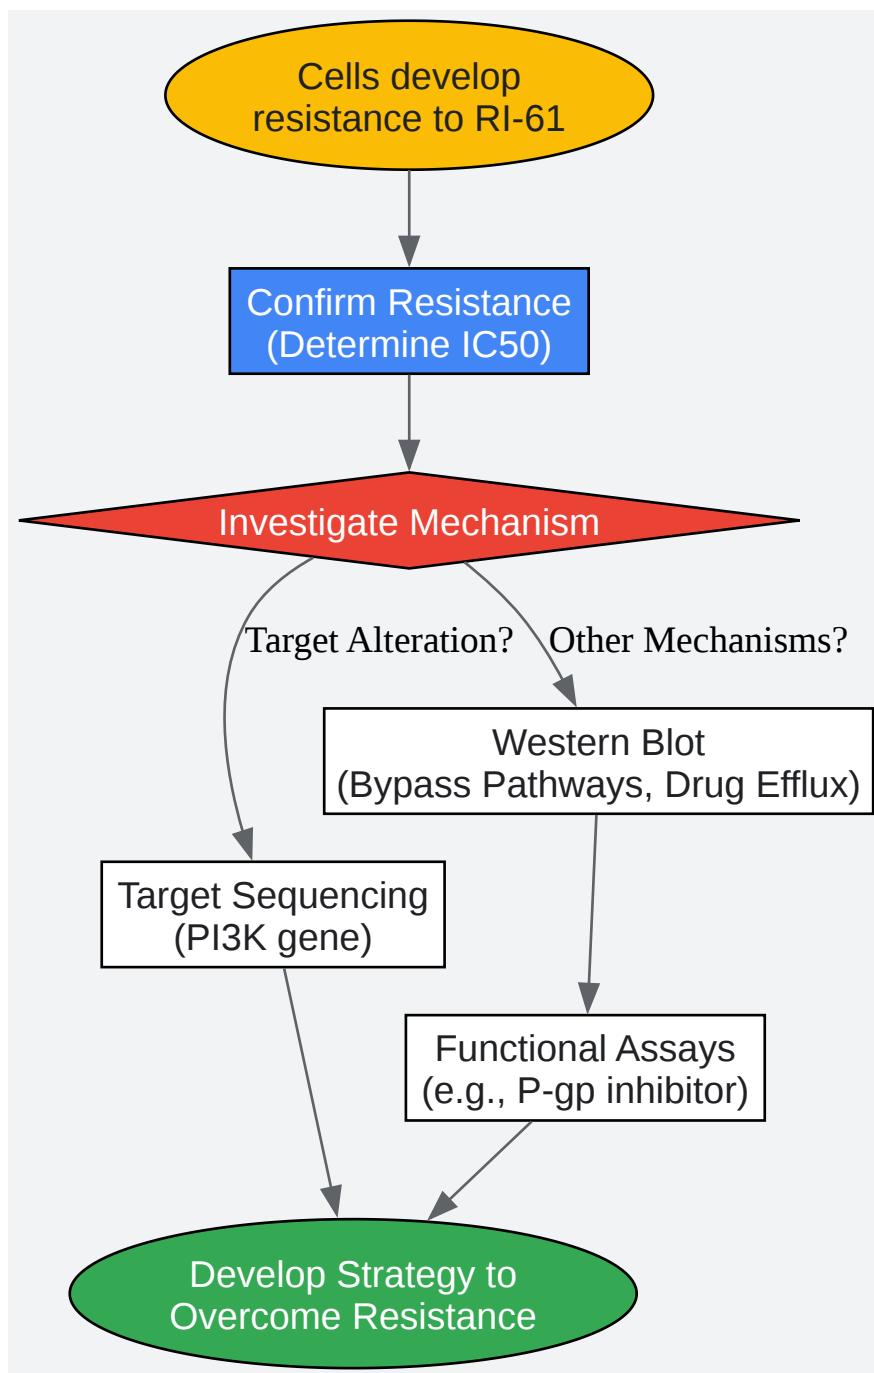 Cells develop
resistance to RI-61
Confirm Resistance
(Determine IC50)
Investigate Mechanism
Target Alteration?
Other Mechanisms?
Western Blot
(Bypass Pathways, Drug Efflux)
Target Sequencing
(PI3K gene)
Functional Assays
(e.g., P-gp inhibitor)
Develop Strategy to
Overcome Resistance